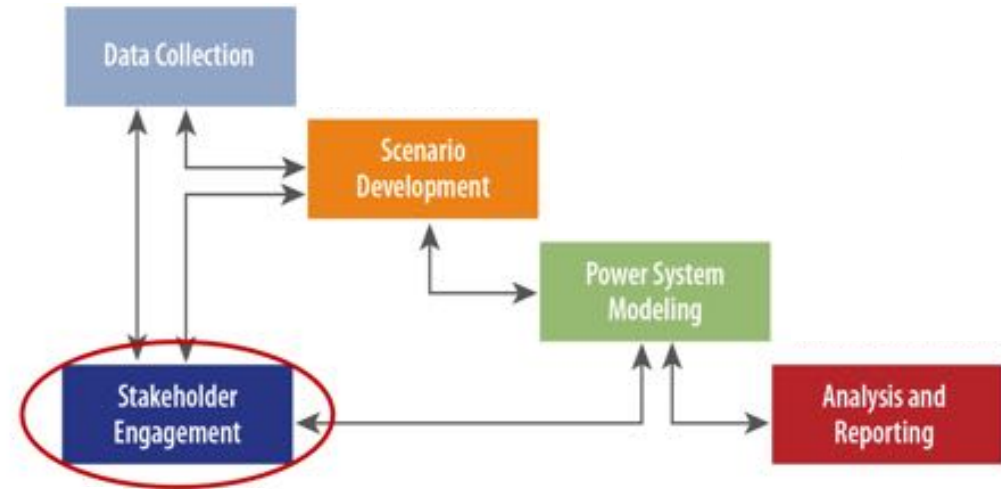 Data Collection
Scenario
Development
Power System
Modeling
Stakeholder
Engagement
Analysis and
Reporting